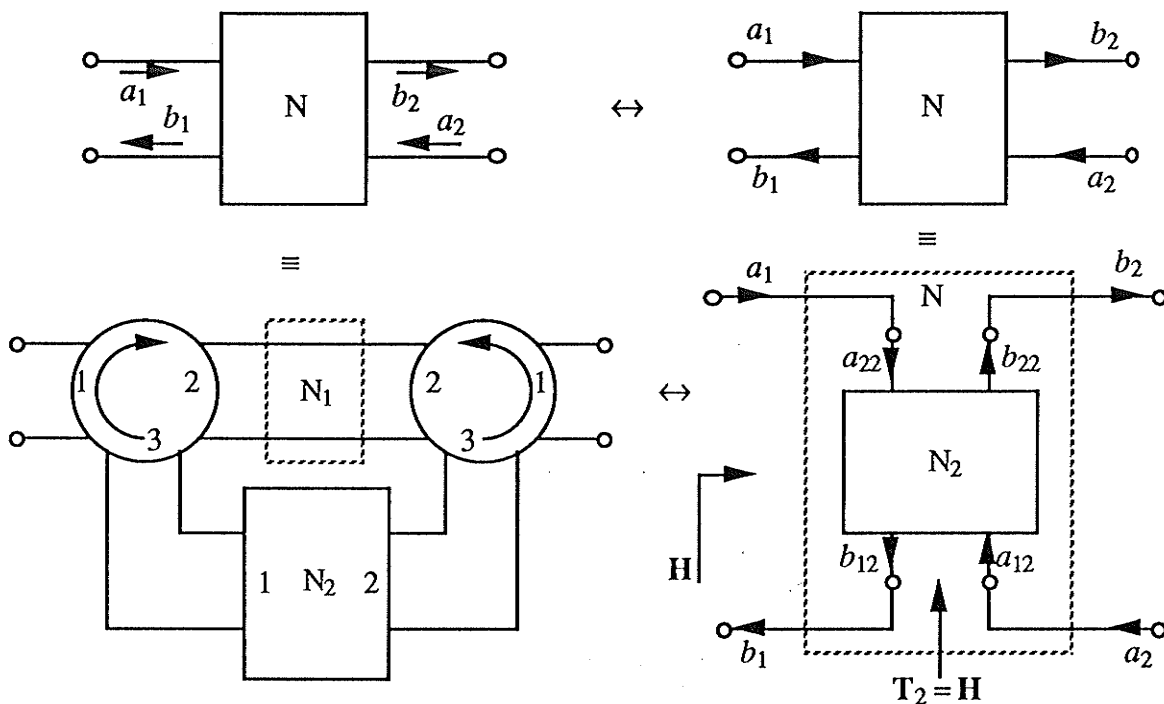 a₁ b₂
a₁ N b₂ ↔ N
b₁ a₂
b₁ a₂
≡
≡
a₁ N b₂
1 2 N₁ 2 1 ↔ a₂₂ b₂₂
3 3 N₂
H
b₁₂ a₁₂
1 N₂ 2
b₁ a₂
T₂ = H